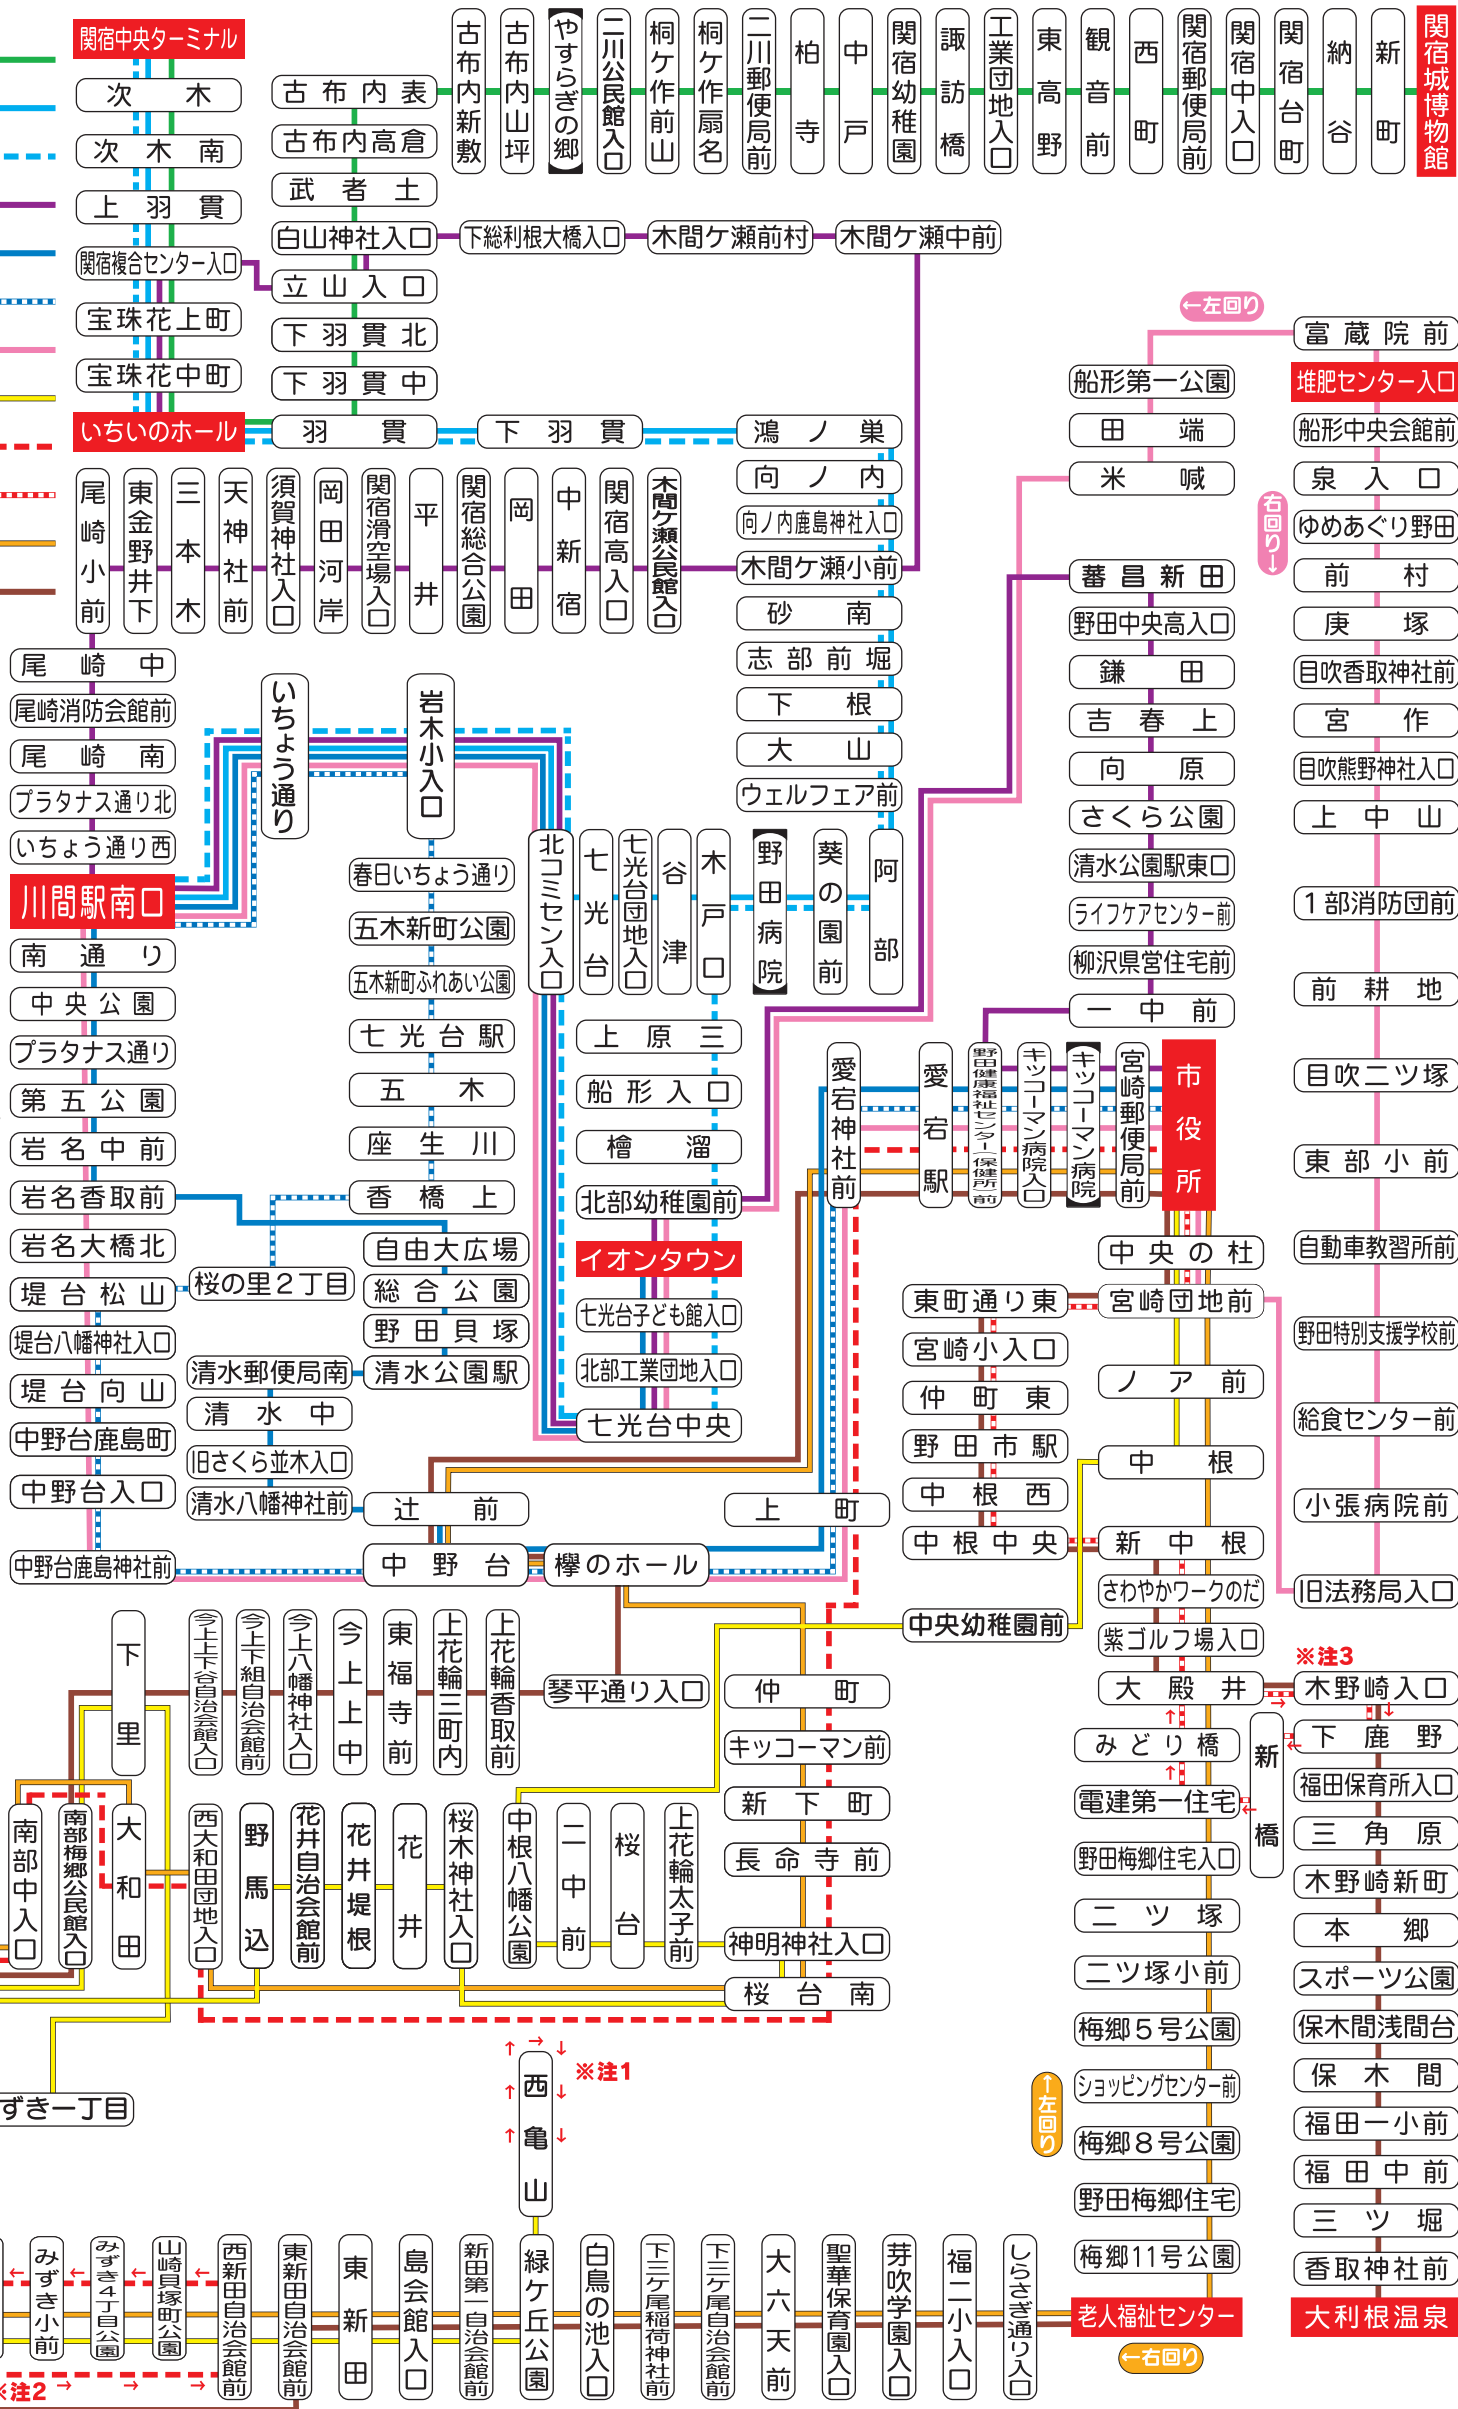 関宿中央ターミナル
次木
次木南
上羽貫
関宿複合センター入口
宝珠花上町
宝珠花中町
いちいのホール
古布内表
古布内高倉
武者土
白山神社入口
立山入口
下羽貫北
下羽貫中
羽貫
下羽貫
古布内新敷
古布内山坪
やすらぎの郷
二川公民館入口
桐ケ作前山
桐ケ作扇名
二川郵便局前
柏寺
中戸
関宿幼稚園
諏訪橋
工業団地入口
東高野
観音前
西町
関宿郵便局前
関宿中入口
関宿台町
納谷
新町
関宿城博物館
下総利根大橋入口
木間ケ瀬前村
木間ケ瀬中前
鴻ノ巣
向ノ内
向ノ内鹿島神社入口
木間ケ瀬小前
砂南
志部前堀
下根
大山
ウェルフェア前
尾崎小前
東金野井下
三本木
天神社前
須賀神社入口
岡田河岸
関宿滑空場入口
平井
関宿総合公園
岡田
中新宿
関宿高入口
木間ケ瀬公民館入口
尾崎中
尾崎消防会館前
尾崎南
プラタナス通り北
いちょう通り西
川間駅南口
南通り
中央公園
プラタナス通り
第五公園
岩名中前
岩名香取前
岩名大橋北
堤台松山
堤台八幡神社入口
堤台向山
中野台鹿島町
中野台入口
中野台鹿島神社前
いちょう通り
岩木小入口
春日いちょう通り
五木新町公園
五木新町ふれあい公園
七光台駅
五木
座生川
香橋上
桜の里2丁目
自由大広場
総合公園
野田貝塚
清水公園駅
清水郵便局南
清水中
旧さくら並木入口
清水八幡神社前
辻前
中野台
欅のホール
北コミセン入口
七光台
七光台団地入口
谷津
木戸口
野田病院
葵の園前
阿部
上原三
船形入口
檜溜
北部幼稚園前
イオンタウン
七光台子ども館入口
北部工業団地入口
七光台中央
←左回り
右回り→
富蔵院前
堆肥センター入口
船形中央会館前
泉入口
ゆめあぐり野田
前村
庚塚
目吹香取神社前
宮作
目吹熊野神社入口
上中山
1部消防団前
前耕地
目吹二ツ塚
東部小前
自動車教習所前
野田特別支援学校前
給食センター前
小張病院前
旧法務局入口
船形第一公園
田端
米喊
蕃昌新田
野田中央高入口
鎌田
吉春上
向原
さくら公園
清水公園駅東口
ライフケアセンター前
柳沢県営住宅前
一中前
愛宕神社前
愛宕駅
野田健康福祉センター(保健所)前
キッコーマン病院入口
キッコーマン病院
宮崎郵便局前
市役所
中央の杜
宮崎団地前
ノア前
中根
新中根
さわやかワークのだ
紫ゴルフ場入口
大殿井
東町通り東
宮崎小入口
仲町東
野田市駅
中根西
中根中央
中央幼稚園前
上町
仲町
キッコーマン前
新下町
長命寺前
神明神社入口
桜台南
下里
今上下谷自治会館入口
今上下組自治会館前
今上八幡神社入口
今上上中
東福寺前
上花輪三町内
上花輪香取前
琴平通り入口
南部中入口
南部梅郷公民館入口
大和田
西大和田団地入口
野馬込
花井自治会館前
花井堤根
花井
桜木神社入口
中根八幡公園
二中前
桜台
上花輪太子前
※注3
木野崎入口
→
↓
↑
←
みどり橋
↑
電建第一住宅
←
新橋
野田梅郷住宅入口
二ツ塚
二ツ塚小前
梅郷5号公園
ショッピングセンター前
梅郷8号公園
野田梅郷住宅
梅郷11号公園
老人福祉センター
下鹿野
福田保育所入口
三角原
木野崎新町
本郷
スポーツ公園
保木間浅間台
保木間
福田一小前
福田中前
三ツ堀
香取神社前
大利根温泉
↑左回り
←右回り
ずき一丁目
↑ → ↓
※注1
西亀山
↑ ↓
↑ ↓
← ← ← ←
みずき小前
みずき4丁目公園
山崎貝塚町公園
西新田自治会館前
東新田自治会館前
東新田
島会館入口
新田第一自治会館前
緑ケ丘公園
白鳥の池入口
下三ケ尾稲荷神社前
下三ケ尾自治会館前
大六天前
聖華保育園入口
芽吹学園入口
福二小入口
しらさぎ通り入口
※注2
→ → →